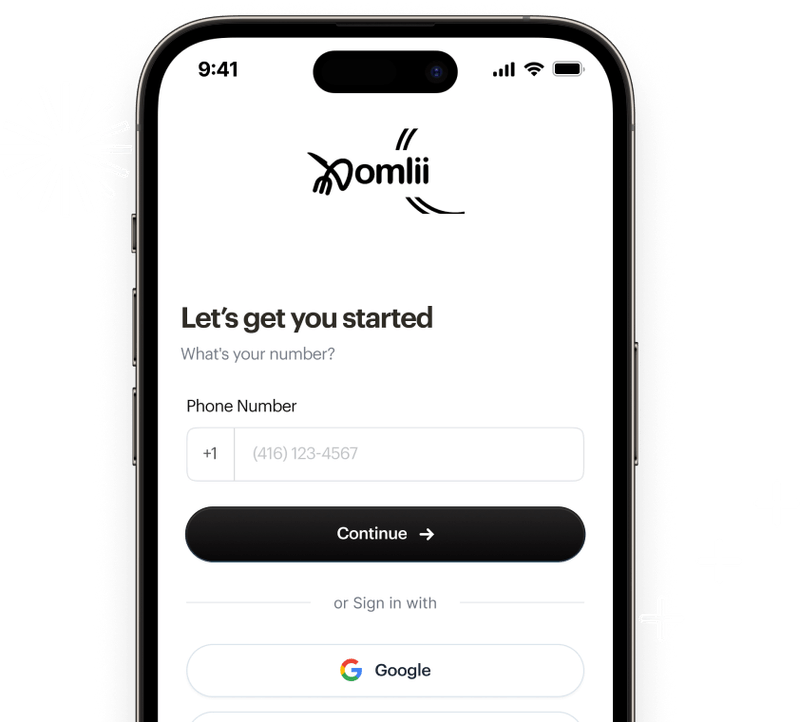 9:41
Let's get you started
What's your number?
Phone Number
+1 (416) 123-4567
Continue →
or Sign in with
Google